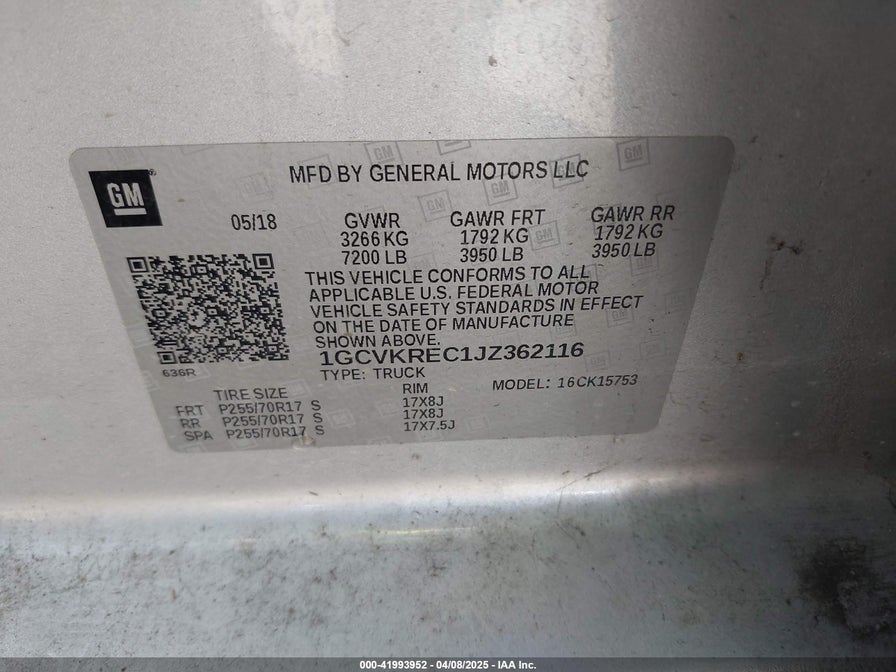 GM
MFD BY GENERAL MOTORS LLC
05/18
GVWR GAWR FRT GAWR RR
3266 KG 1792 KG 1792 KG
7200 LB 3950 LB 3950 LB
THIS VEHICLE CONFORMS TO ALL
APPLICABLE U.S. FEDERAL MOTOR
VEHICLE SAFETY STANDARDS IN EFFECT
ON THE DATE OF MANUFACTURE
SHOWN ABOVE.
636R
1GCVKREC1JZ362116
TYPE: TRUCK MODEL: 16CK15753
TIRE SIZE RIM
FRT P255/70R17 S 17X8J
RR P255/70R17 S 17X8J
SPA P255/70R17 S 17X7.5J
000-41993952 - 04/08/2025 - IAA Inc.